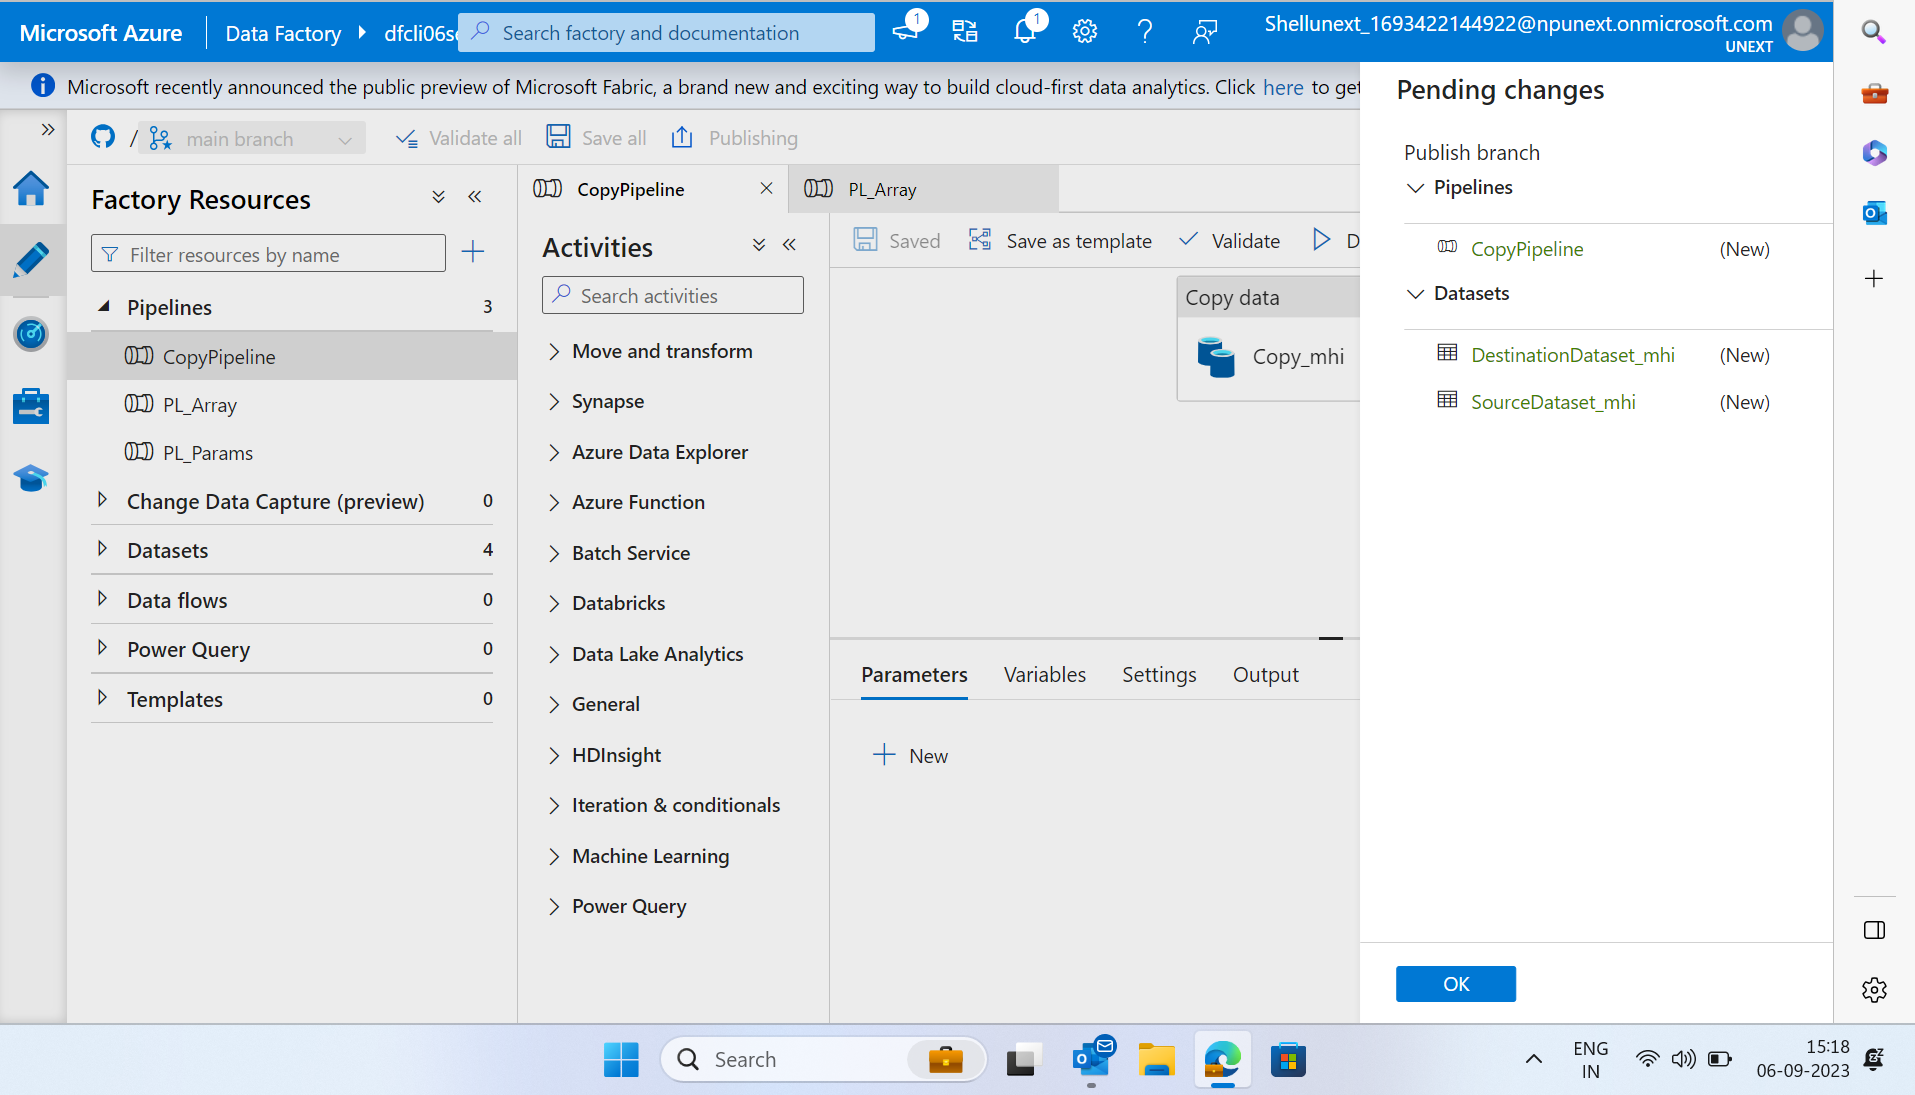 Microsoft Azure
Data Factory
dfcli06s
Search factory and documentation
1
1
Shellunext_1693422144922@npunext.onmicrosoft.com
UNEXT
Microsoft recently announced the public preview of Microsoft Fabric, a brand new and exciting way to build cloud-first data analytics. Click here to get
/ main branch
Validate all
Save all
Publishing
Factory Resources
Filter resources by name
Pipelines 3
CopyPipeline
PL_Array
PL_Params
Change Data Capture (preview) 0
Datasets 4
Data flows 0
Power Query 0
Templates 0
CopyPipeline
PL_Array
Activities
Search activities
Move and transform
Synapse
Azure Data Explorer
Azure Function
Batch Service
Databricks
Data Lake Analytics
General
HDInsight
Iteration & conditionals
Machine Learning
Power Query
Saved
Save as template
Validate
D
Copy data
Copy_mhi
Parameters
Variables
Settings
Output
New
Pending changes
Publish branch
Pipelines
CopyPipeline (New)
Datasets
DestinationDataset_mhi (New)
SourceDataset_mhi (New)
OK
Search
ENG
IN
15:18
06-09-2023